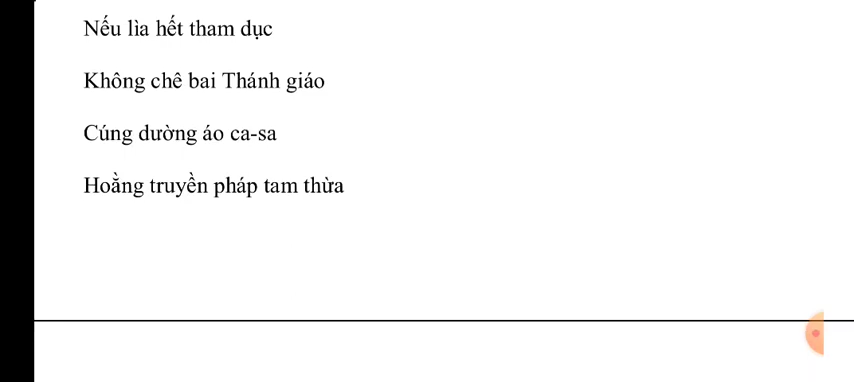 Nếu lìa hết tham dục
Không chê bai Thánh giáo
Cúng dường áo ca-sa
Hoằng truyền pháp tam thừa